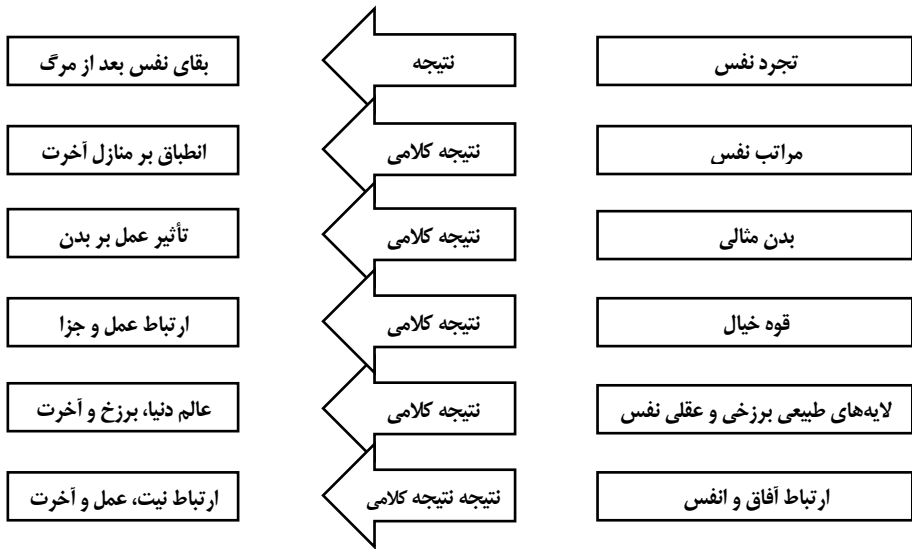 تجرد نفس
نتیجه
بقای نفس بعد از مرگ
مراتب نفس
نتیجه کلامی
انطباق بر منازل آخرت
بدن مثالی
نتیجه کلامی
تأثیر عمل بر بدن
قوه خیال
نتیجه کلامی
ارتباط عمل و جزا
لایه‌های طبیعی برزخی و عقلی نفس
نتیجه کلامی
عالم دنیا، برزخ و آخرت
ارتباط آفاق و انفس
نتیجه نتیجه کلامی
ارتباط نیت، عمل و آخرت